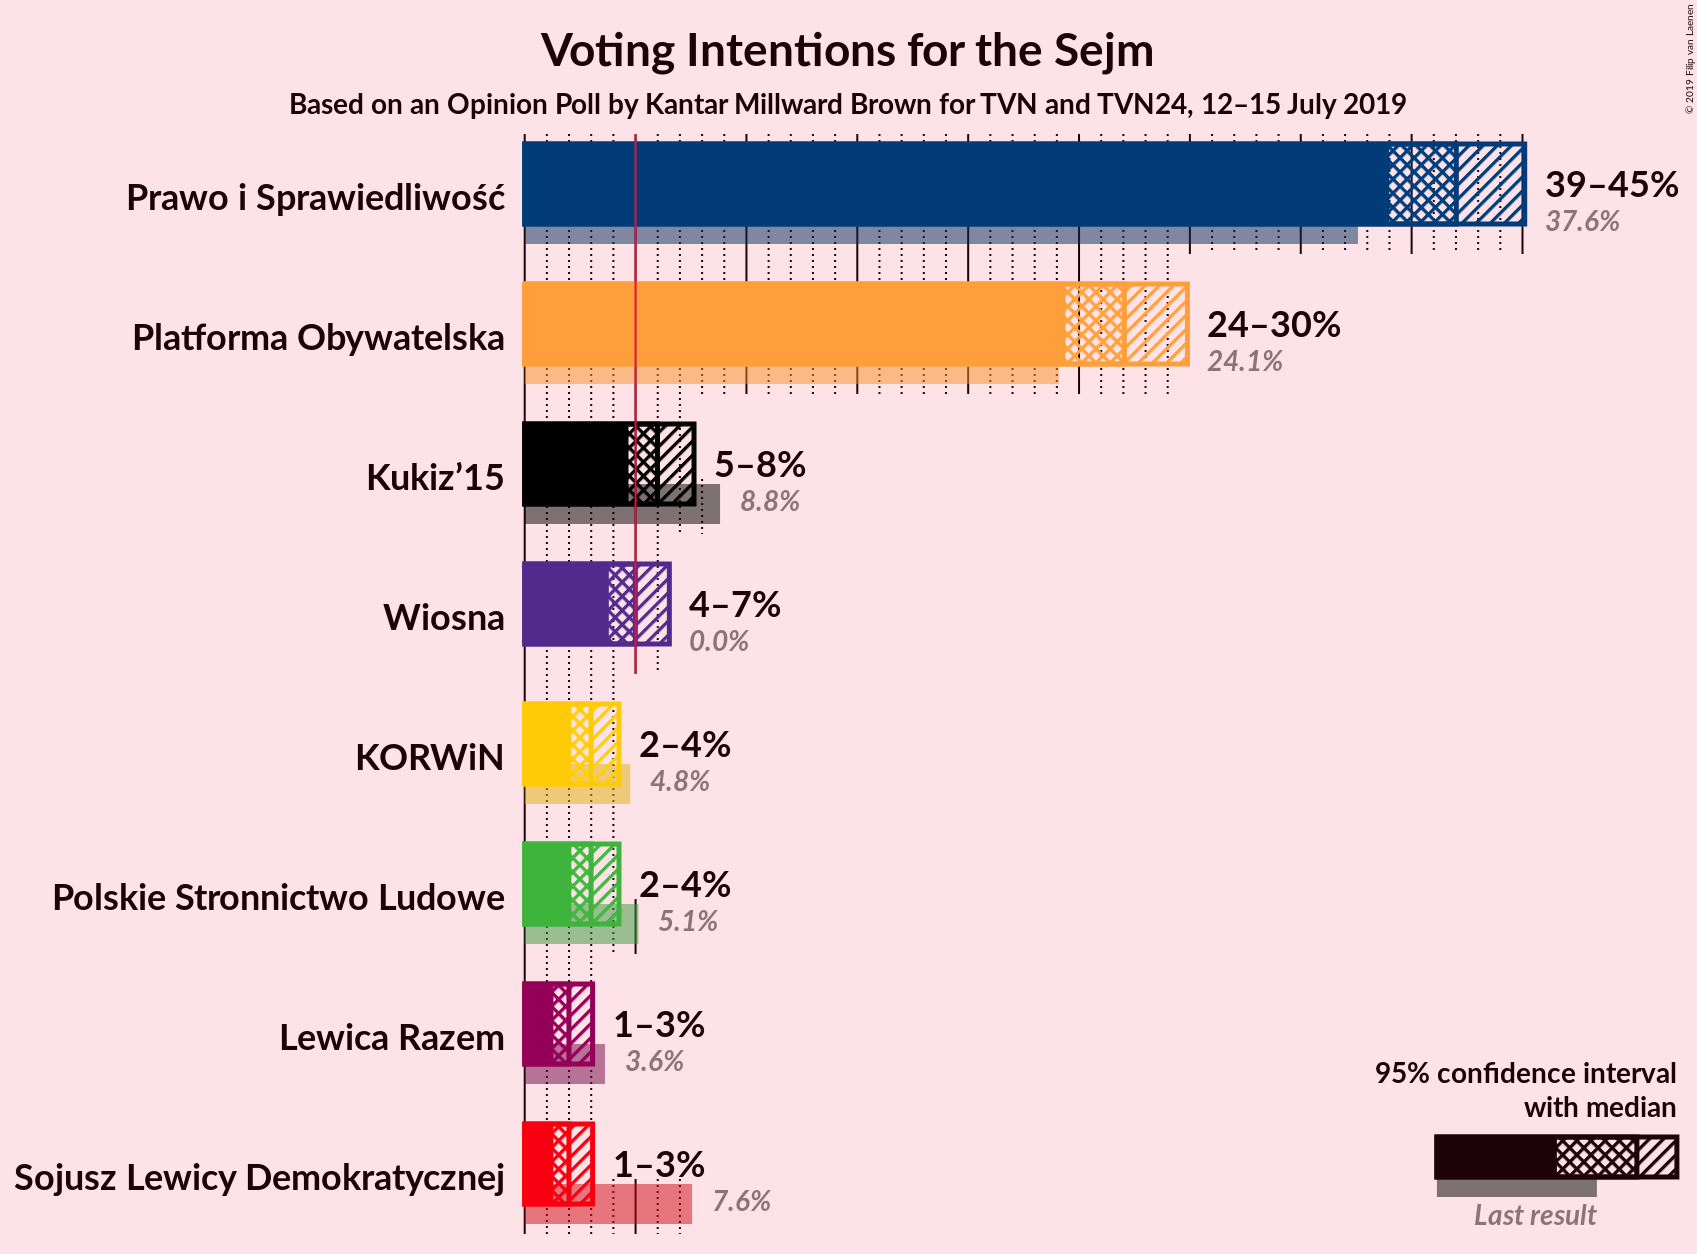 Voting Intentions for the Sejm
Based on an Opinion Poll by Kantar Millward Brown for TVN and TVN24, 12–15 July 2019
© 2019 Filip van Laenen
Prawo i Sprawiedliwość
39–45%
37.6%
Platforma Obywatelska
24–30%
24.1%
Kukiz’15
5–8%
8.8%
Wiosna
4–7%
0.0%
KORWiN
2–4%
4.8%
Polskie Stronnictwo Ludowe
2–4%
5.1%
Lewica Razem
1–3%
3.6%
Sojusz Lewicy Demokratycznej
1–3%
7.6%
95% confidence interval
with median
Last result